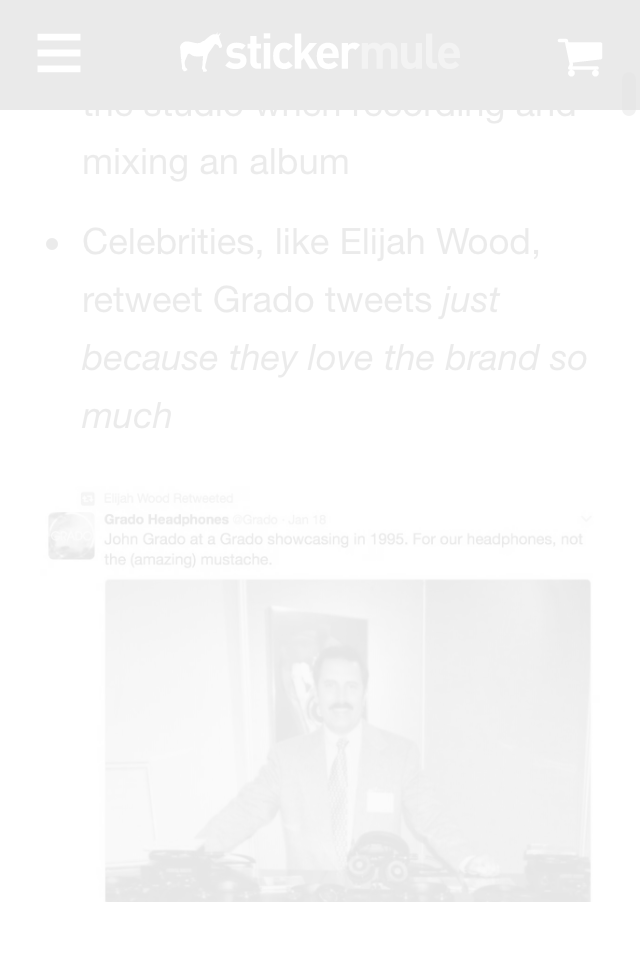 stickermule
the studio when recording and
mixing an album
• Celebrities, like Elijah Wood,
retweet Grado tweets just
because they love the brand so
much
Elijah Wood Retweeted
Grado Headphones @Grado · Jan 18
John Grado at a Grado showcasing in 1995. For our headphones, not
the (amazing) mustache.